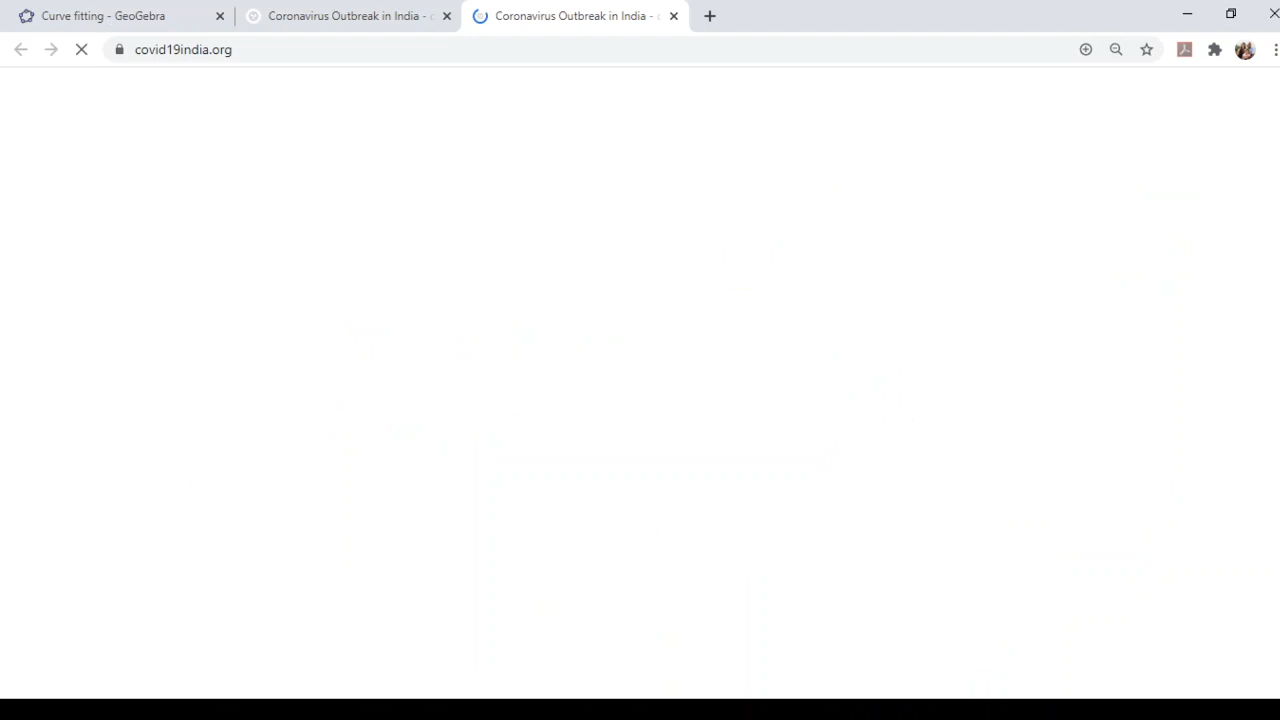 Curve fitting - GeoGebra
Coronavirus Outbreak in India - c
Coronavirus Outbreak in India - c
covid19india.org